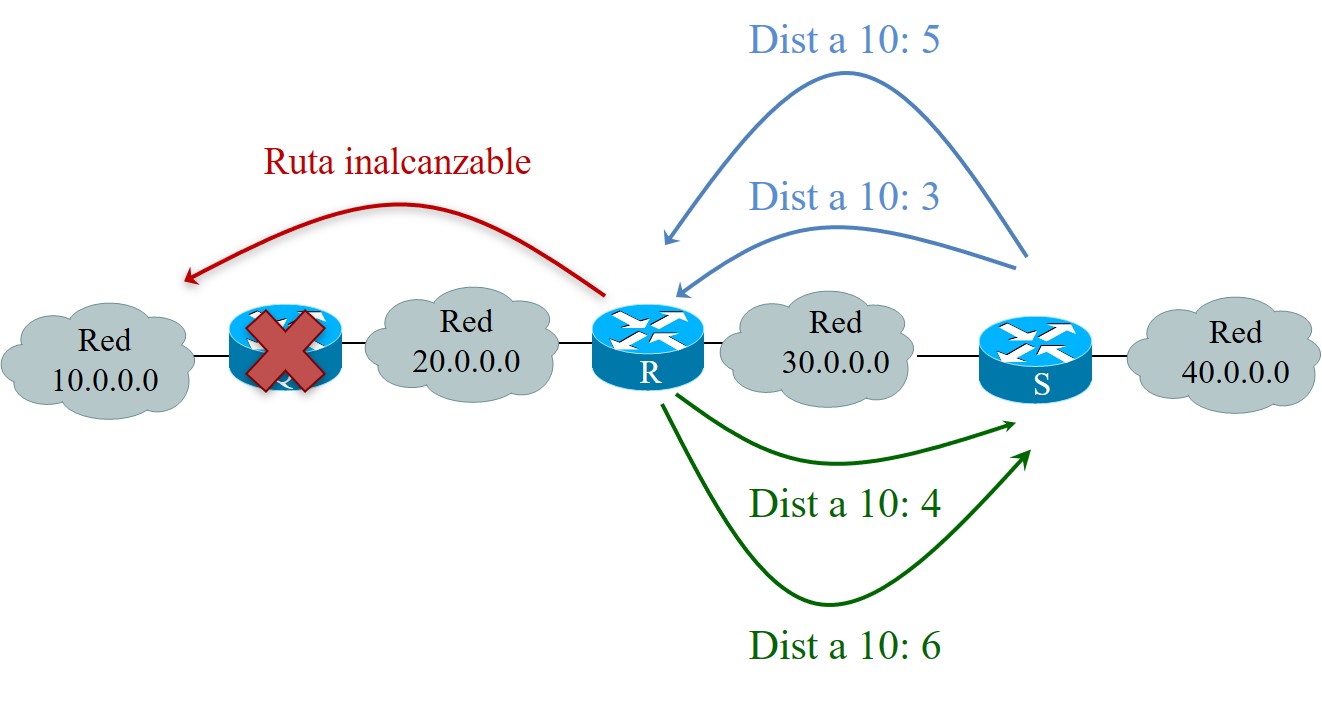 Dist a 10: 5
Ruta inalcanzable
Dist a 10: 3
Red
10.0.0.0
Red
20.0.0.0
R
Red
30.0.0.0
S
Red
40.0.0.0
Dist a 10: 4
Dist a 10: 6